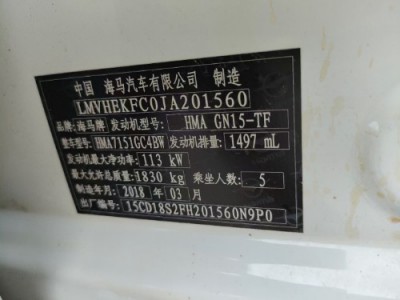 中国 海马汽车有限公司 制造
LMVHEKFC0JA201560
品牌：海马牌 发动机型号：HMA GN15-TF
整车型号：HMA7151GC4BW 发动机排量：1497 mL
发动机最大净功率：113 kW
最大允许总质量：1830 kg 乘坐人数：5
制造年月：2018 年 03 月
出厂编号：15CD18S2FH201560N9P0